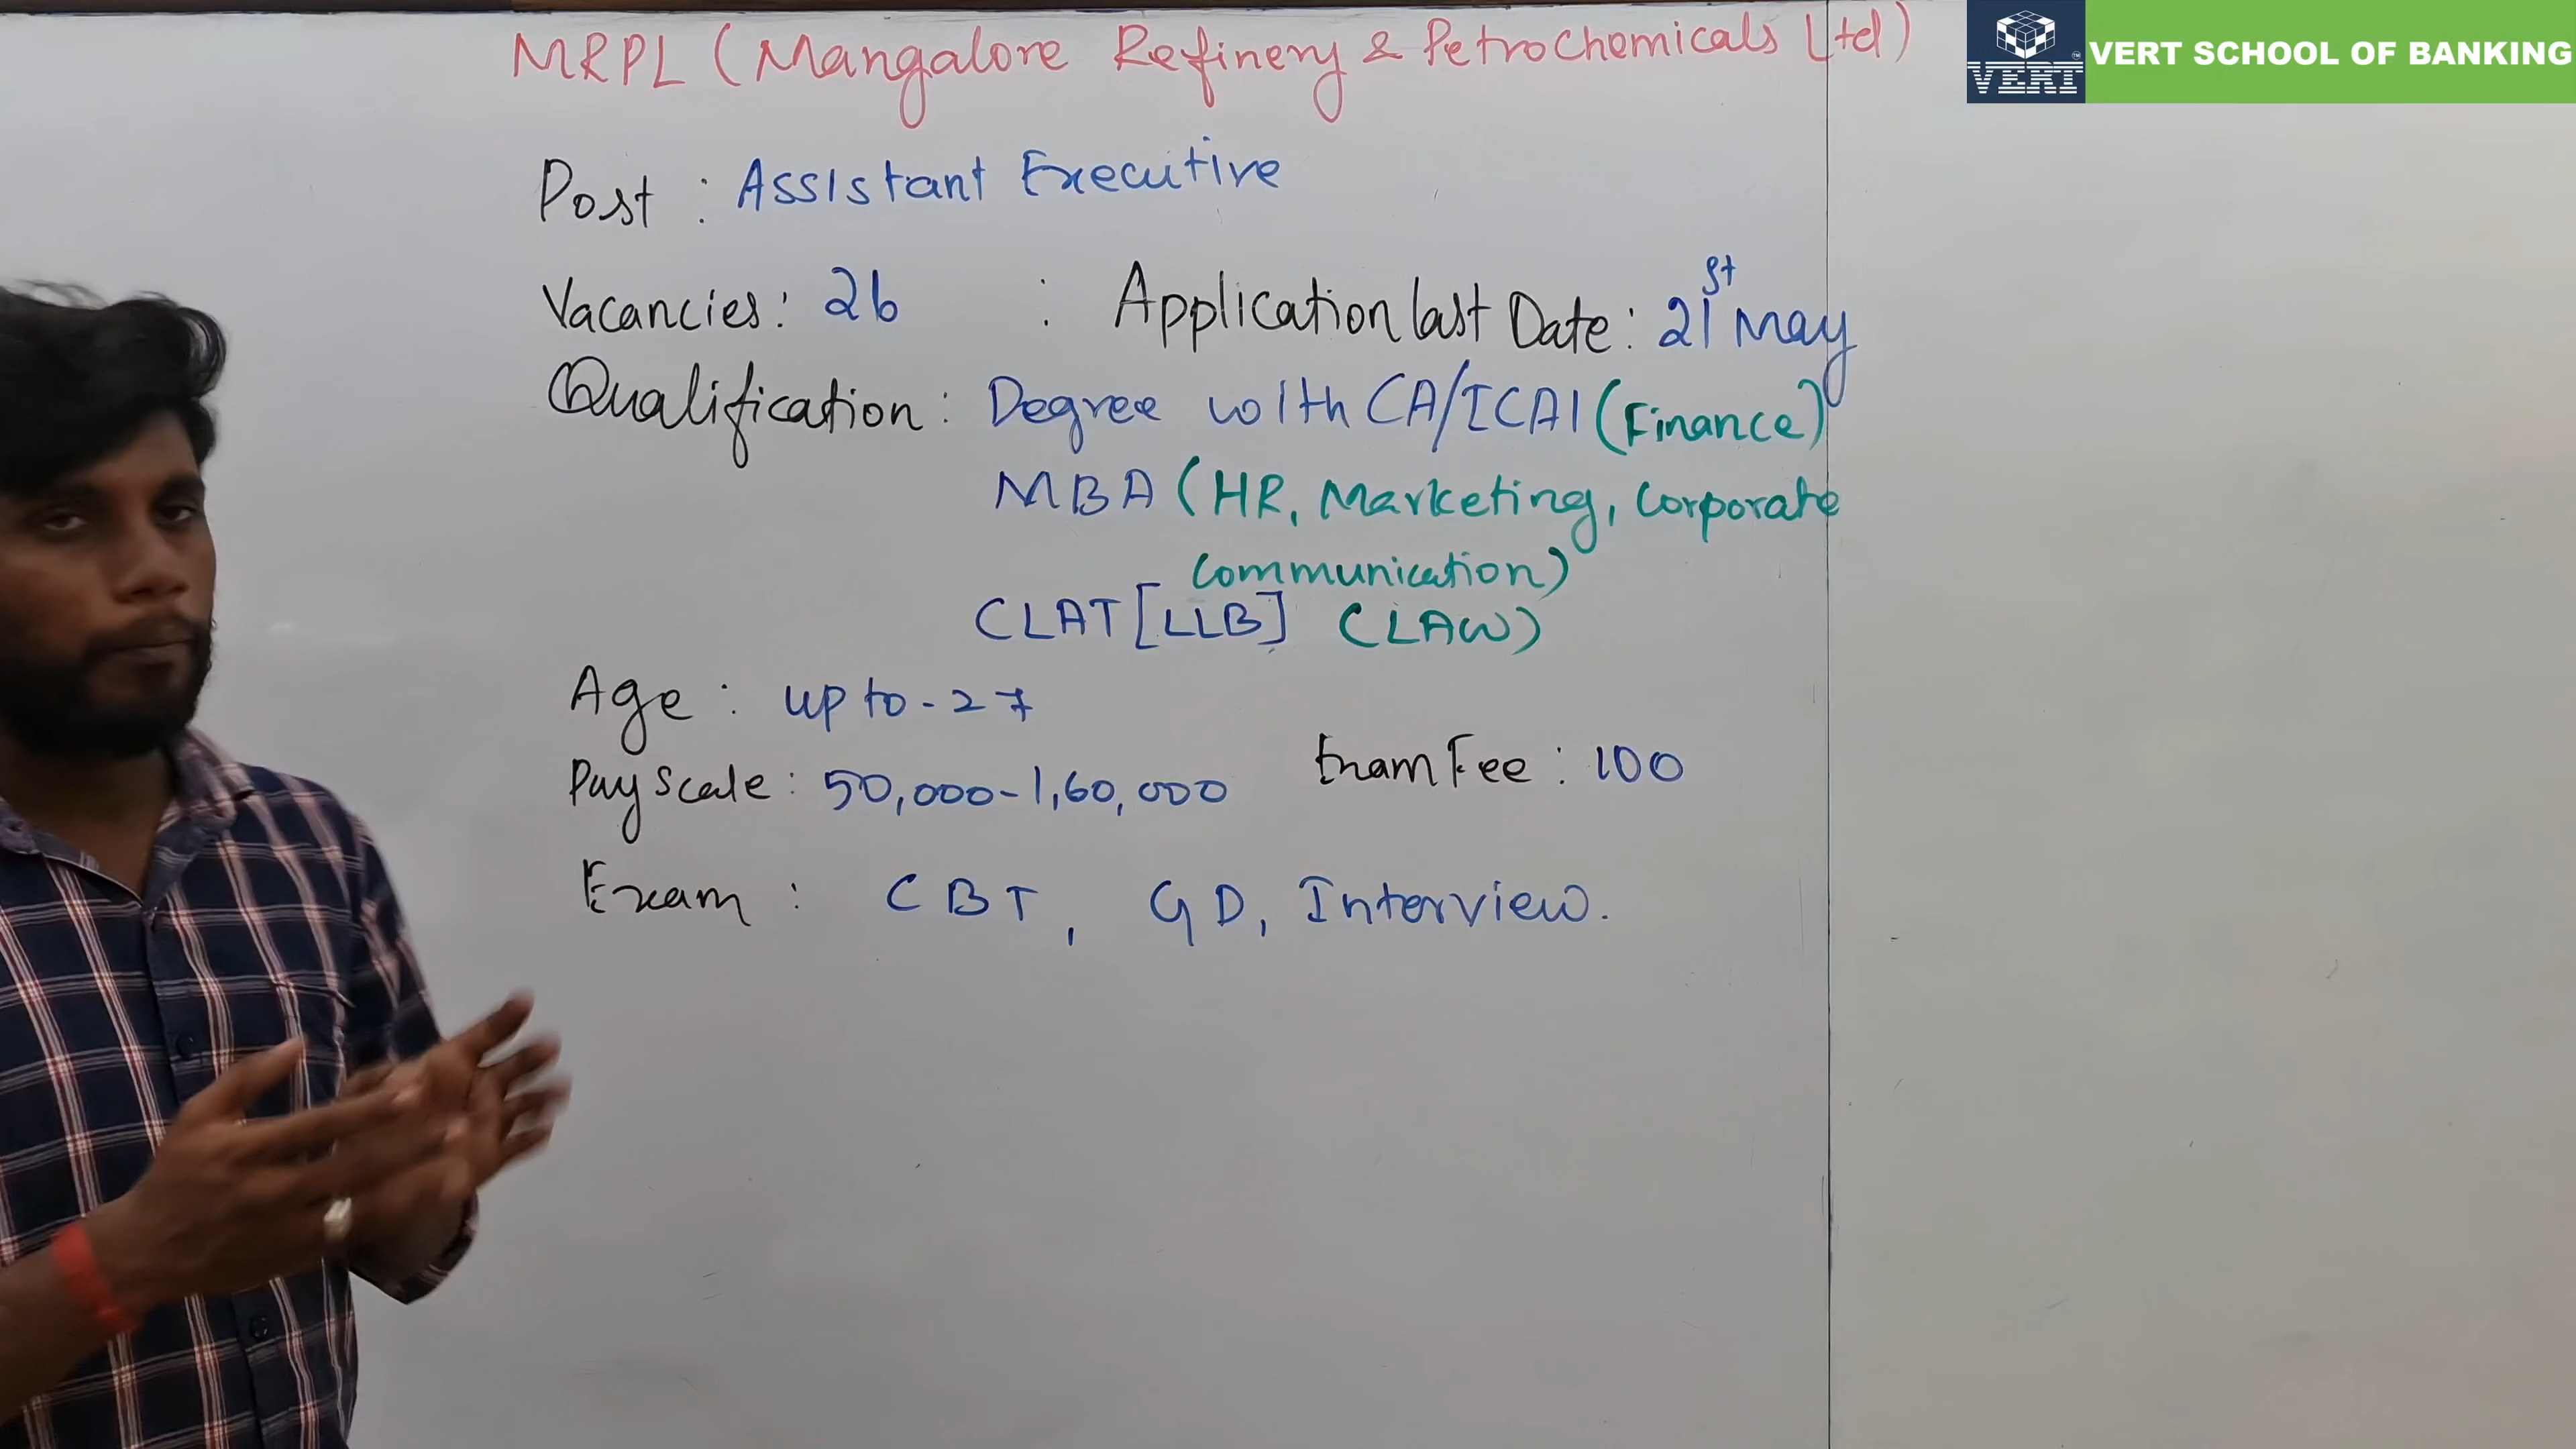 MRPL (Mangalore Refinery & PetroChemicals Ltd)
VERT
VERT SCHOOL OF BANKING
Post : Assistant Executive
Vacancies : 26 : Application last Date : 21st May
Qualification : Degree with CA/ICAI (Finance)
MBA (HR, Marketing, Corporate
Communication)
CLAT [LLB] (LAW)
Age : up to - 27
Pay Scale : 50,000 - 1,60,000 Exam Fee : 100
Exam : CBT, GD, Interview.